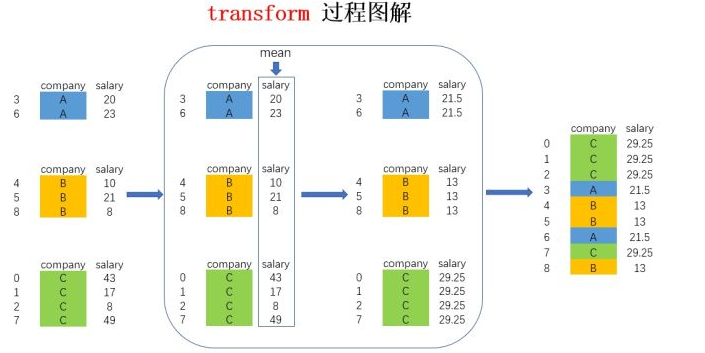 transform 过程图解
mean
company salary
3 A 20
6 A 23
company salary
4 B 10
5 B 21
8 B 8
company salary
0 C 43
1 C 17
2 C 8
7 C 49
company salary
3 A 20
6 A 23
company salary
4 B 10
5 B 21
8 B 8
company salary
0 C 43
1 C 17
2 C 8
7 C 49
company salary
3 A 21.5
6 A 21.5
company salary
4 B 13
5 B 13
8 B 13
company salary
0 C 29.25
1 C 29.25
2 C 29.25
7 C 29.25
company salary
0 C 29.25
1 C 29.25
2 C 29.25
3 A 21.5
4 B 13
5 B 13
6 A 21.5
7 C 29.25
8 B 13